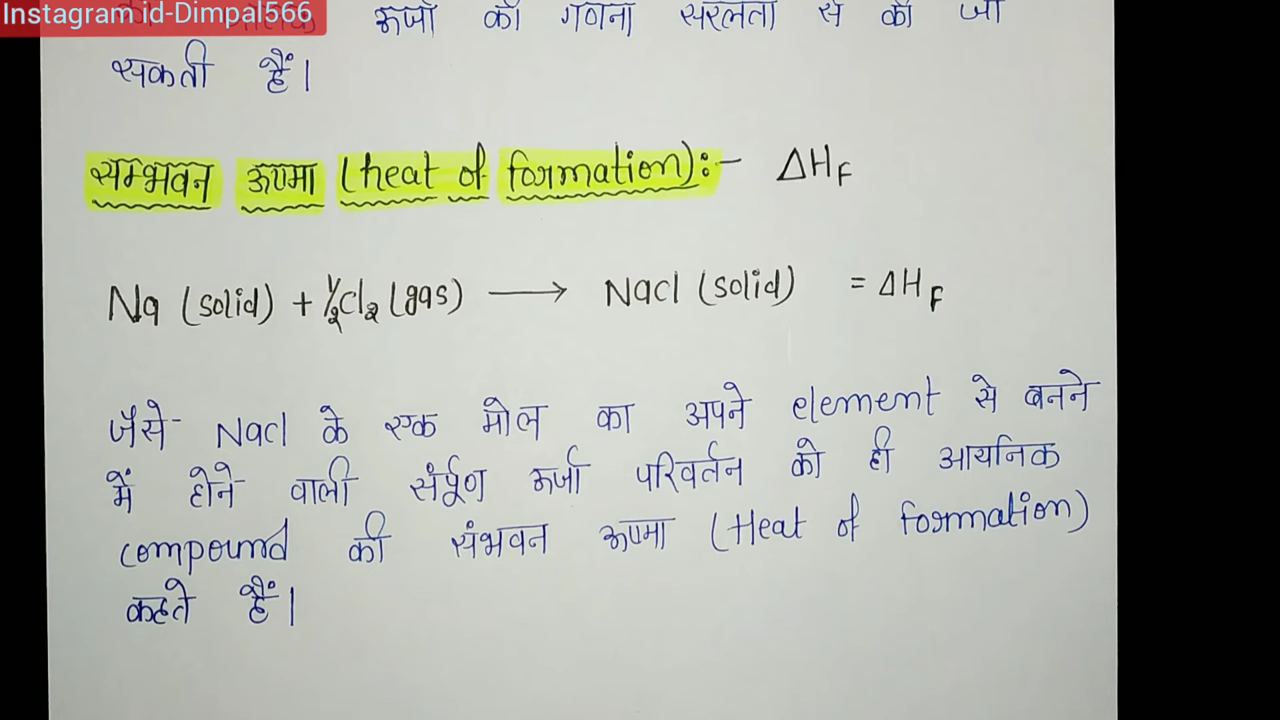 Instagram id-Dimpal566
ऊर्जा की गणना सरलता से की जा
सकती हैं।
सम्भवन ऊष्मा (heat of formation):- ΔHF
Na (solid) + 1/2Cl2 (gas) ⟶ Nacl (solid) = ΔHF
जैसे- Nacl के एक मोल का अपने element से बनने
में होने वाली संर्पूण ऊर्जा परिवर्तन को ही आयनिक
compound की संभवन ऊष्मा (Heat of formation)
कहते हैं।